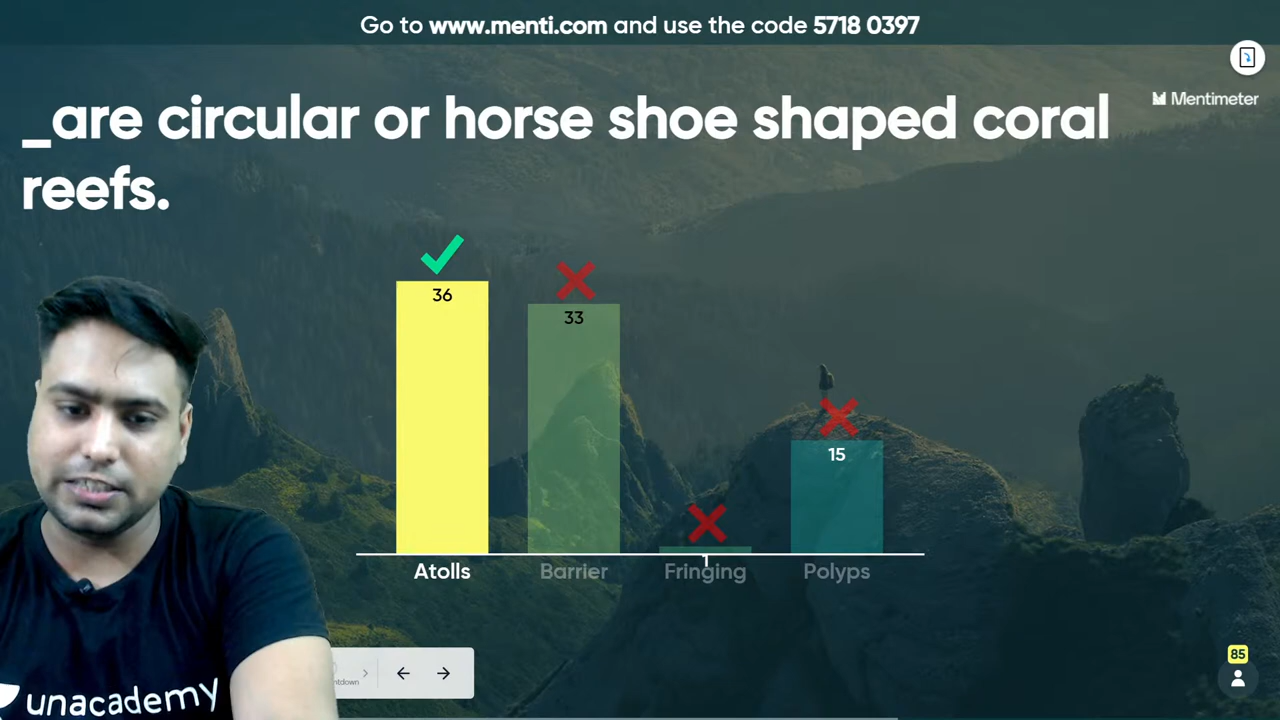 Go to www.menti.com and use the code 5718 0397
Mentimeter
_are circular or horse shoe shaped coral
reefs.
36
33
1
15
Atolls
Barrier
Fringing
Polyps
ntdown
85
unacademy